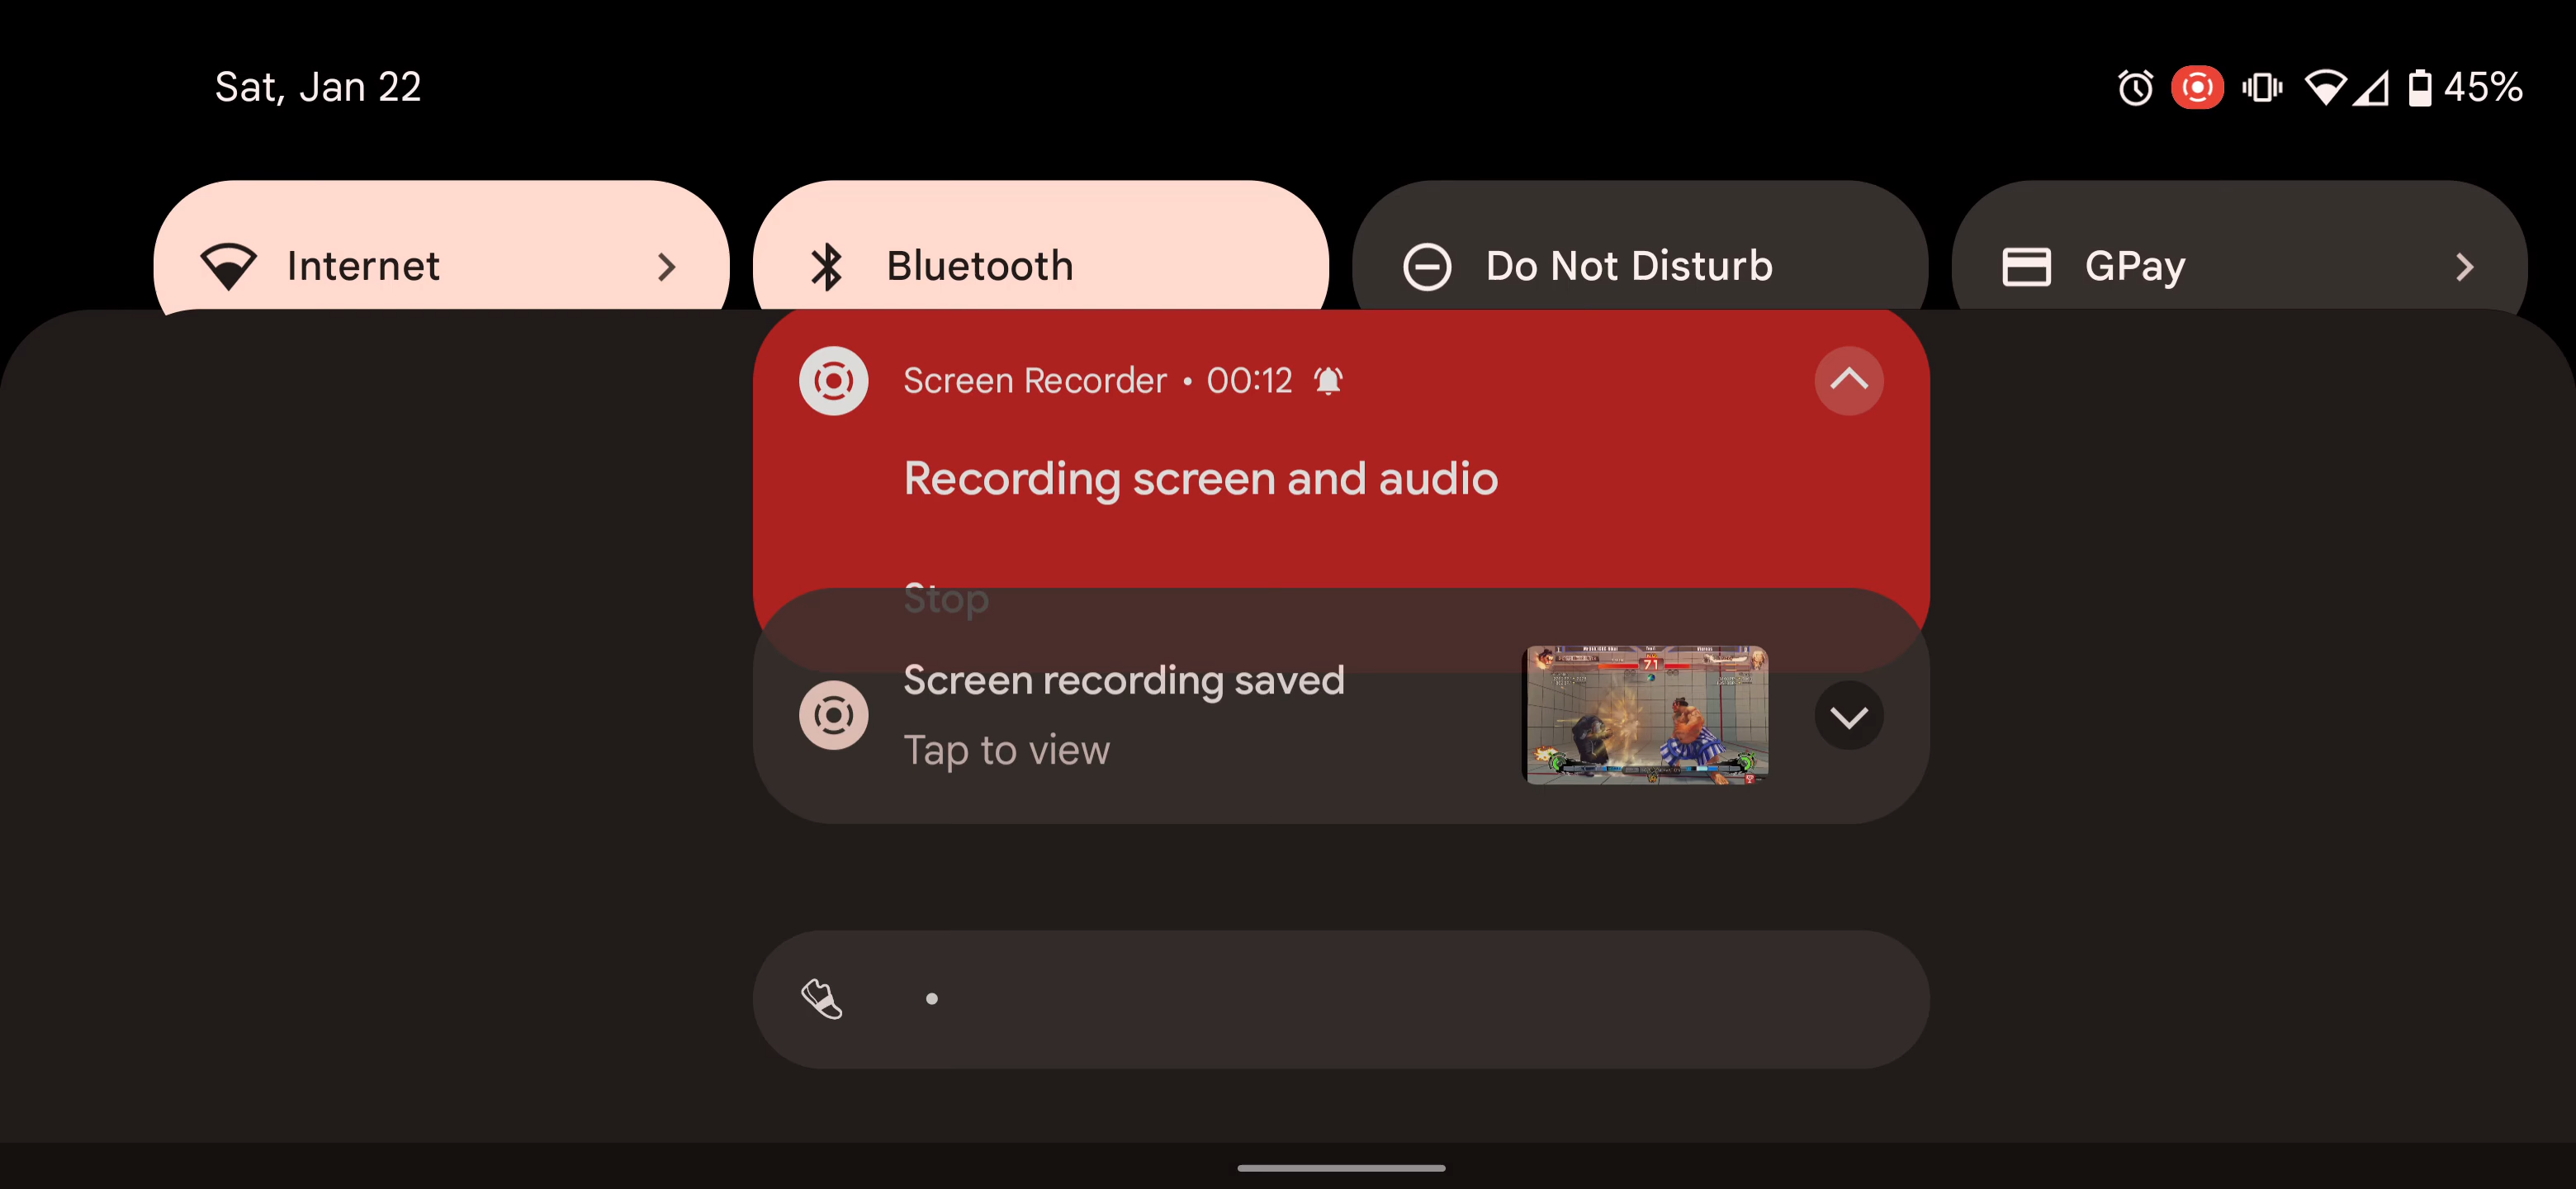 Sat, Jan 22
45%
Internet
Bluetooth
Do Not Disturb
GPay
Screen Recorder • 00:12
Recording screen and audio
Stop
Screen recording saved
Tap to view
71